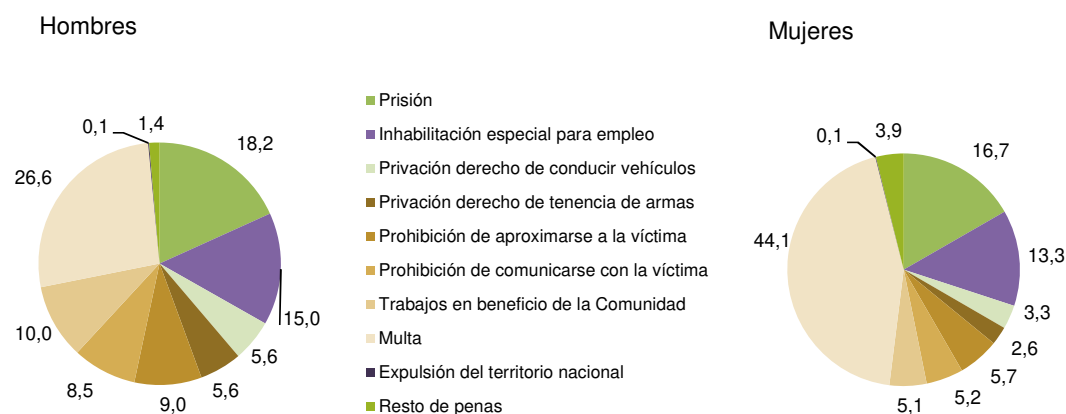 Hombres
Mujeres
0,1
1,4
18,2
26,6
15,0
10,0
5,6
8,5
5,6
9,0
Prisión
Inhabilitación especial para empleo
Privación derecho de conducir vehículos
Privación derecho de tenencia de armas
Prohibición de aproximarse a la víctima
Prohibición de comunicarse con la víctima
Trabajos en beneficio de la Comunidad
Multa
Expulsión del territorio nacional
Resto de penas
0,1
3,9
16,7
44,1
13,3
3,3
2,6
5,7
5,2
5,1